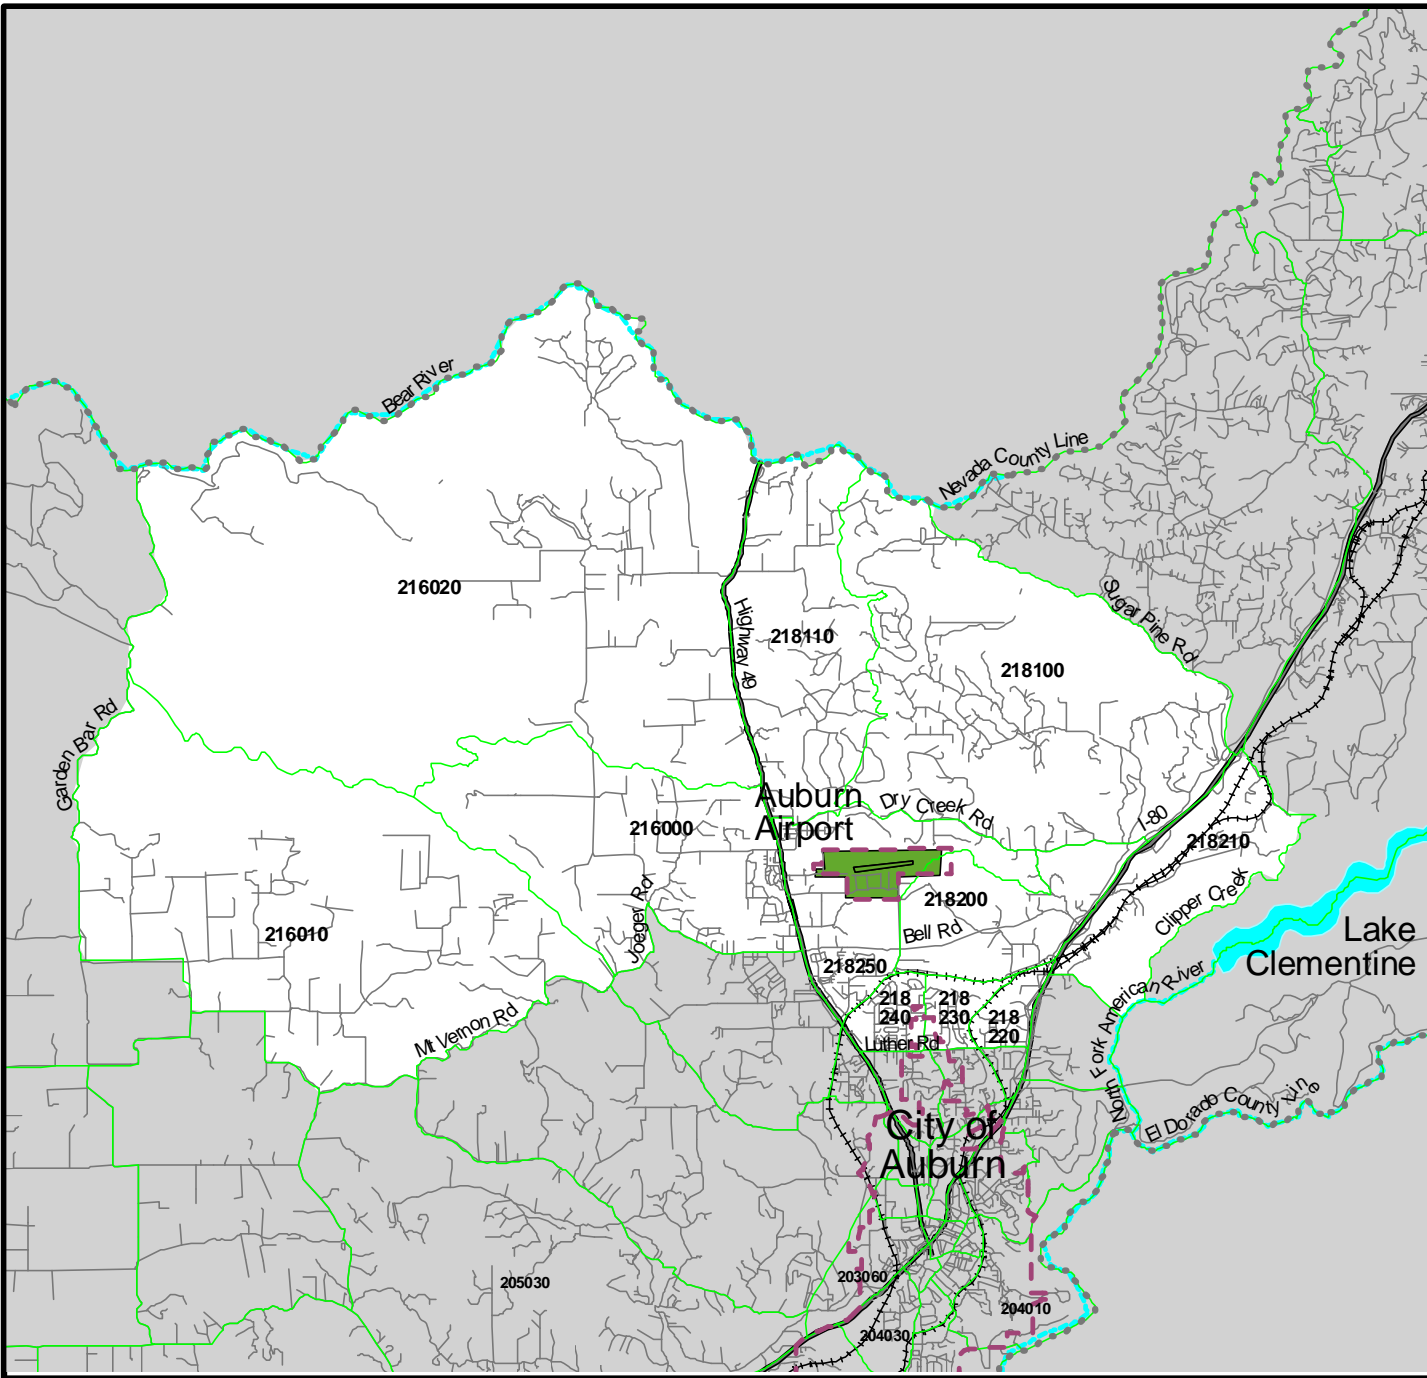 Bear River
Nevada County Line
216020
Highway 49
218110
Sugar Pine Rd
218100
Garden Bar Rd
Auburn
Airport
Dry Creek Rd
I-80
216000
218210
218200
Clipper Creek
Joeger Rd
216010
Bell Rd
Lake
Clementine
218250
North Fork American River
218
240
218
230
218
220
Mt Vernon Rd
Luther Rd
El Dorado County Line
City of
Auburn
205030
203060
204010
204030